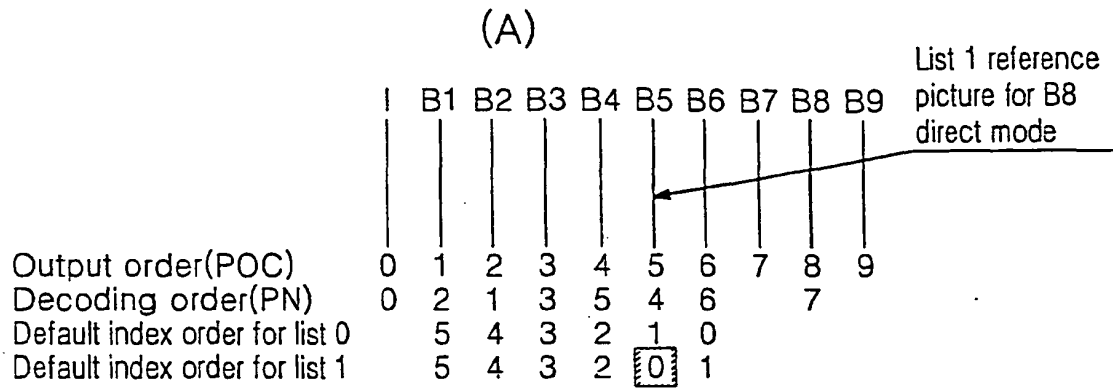 (A)
List 1 reference
picture for B8
direct mode
I B1 B2 B3 B4 B5 B6 B7 B8 B9
Output order(POC) 0 1 2 3 4 5 6 7 8 9
Decoding order(PN) 0 2 1 3 5 4 6 7
Default index order for list 0 5 4 3 2 1 0
Default index order for list 1 5 4 3 2 0 1